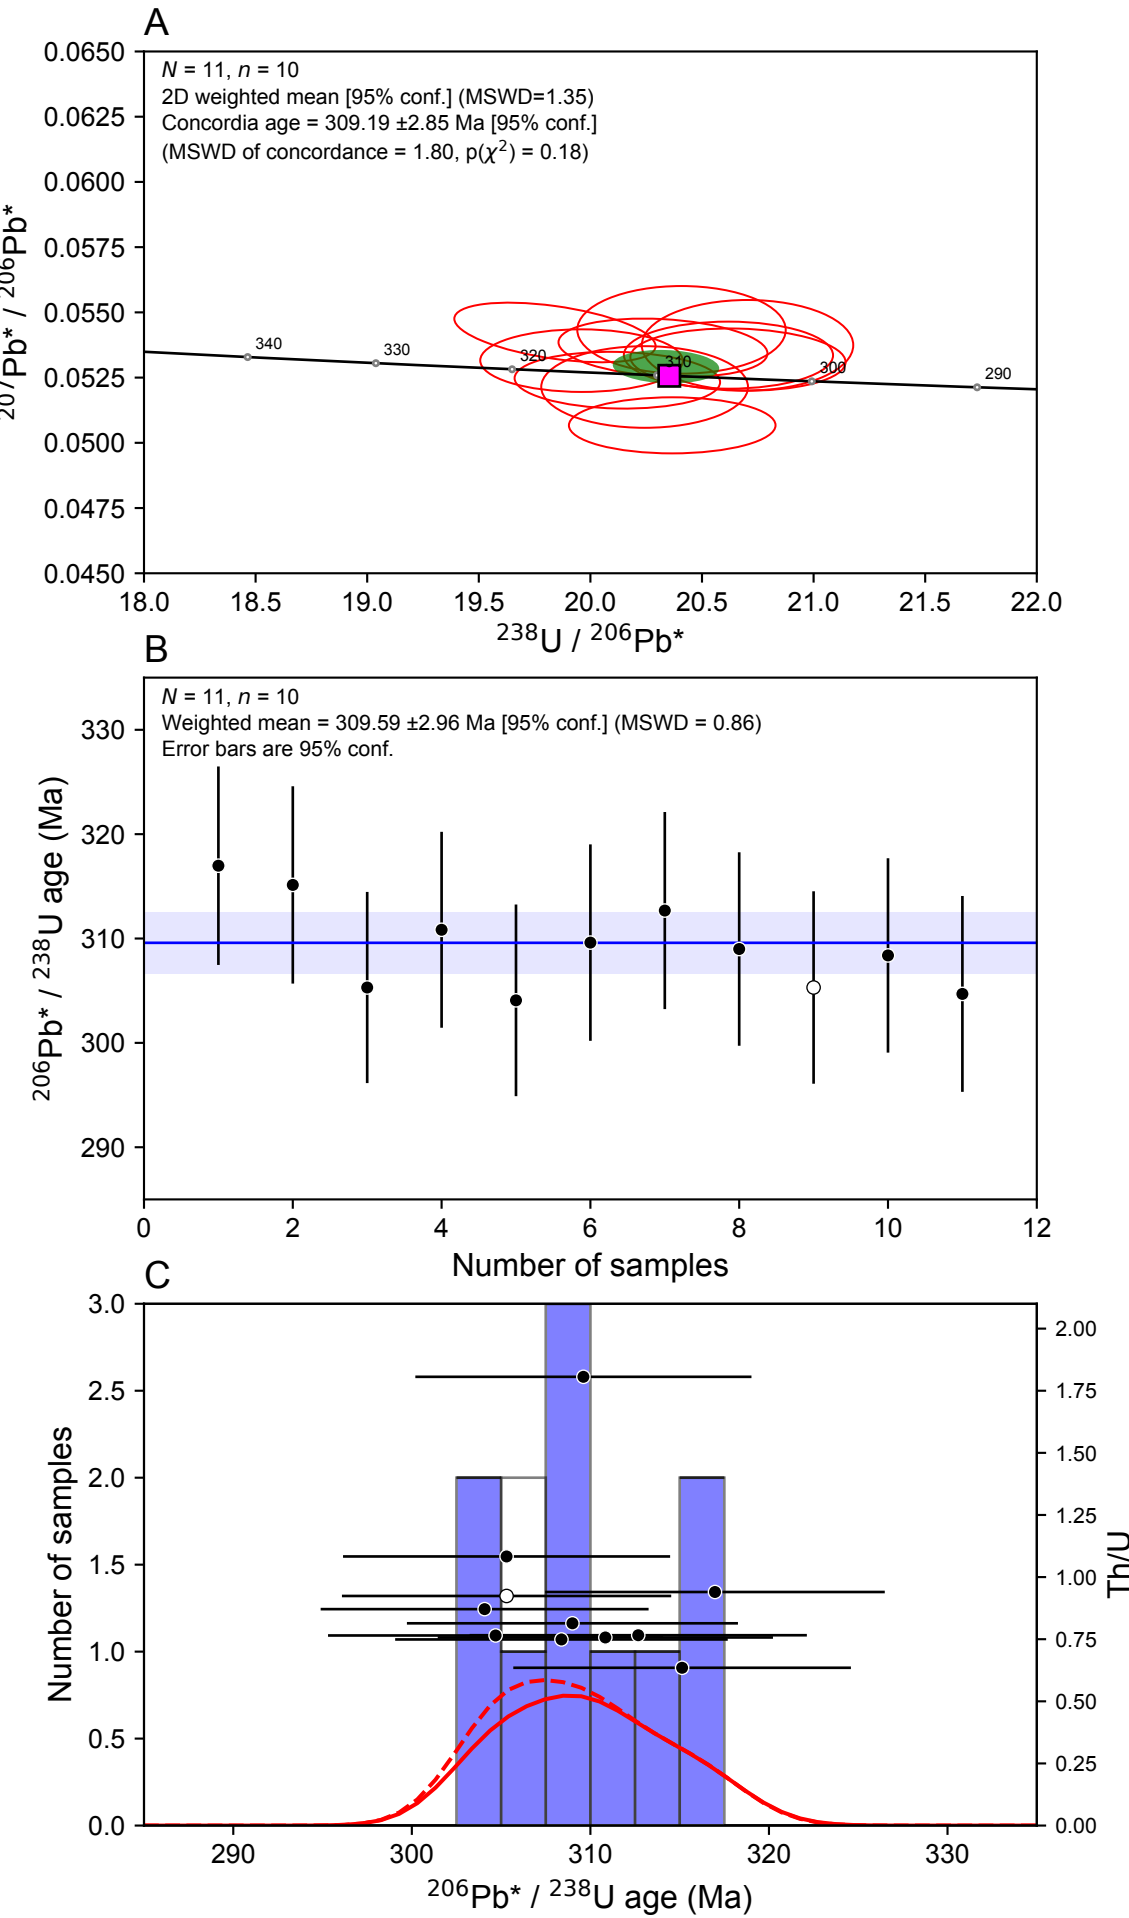 A
0.0650
0.0625
0.0600
0.0575
0.0550
0.0525
0.0500
0.0475
0.0450
²⁰⁷Pb* / ²⁰⁶Pb*
N = 11, n = 10
2D weighted mean [95% conf.] (MSWD=1.35)
Concordia age = 309.19 ±2.85 Ma [95% conf.]
(MSWD of concordance = 1.80, p(χ²) = 0.18)
340
330
320
310
300
290
18.0 18.5 19.0 19.5 20.0 20.5 21.0 21.5 22.0
²³⁸U / ²⁰⁶Pb*
B
N = 11, n = 10
Weighted mean = 309.59 ±2.96 Ma [95% conf.] (MSWD = 0.86)
Error bars are 95% conf.
330
320
310
300
290
²⁰⁶Pb* / ²³⁸U age (Ma)
0 2 4 6 8 10 12
Number of samples
C
3.0
2.5
2.0
1.5
1.0
0.5
0.0
Number of samples
2.00
1.75
1.50
1.25
1.00
0.75
0.50
0.25
0.00
Th/U
290 300 310 320 330
²⁰⁶Pb* / ²³⁸U age (Ma)